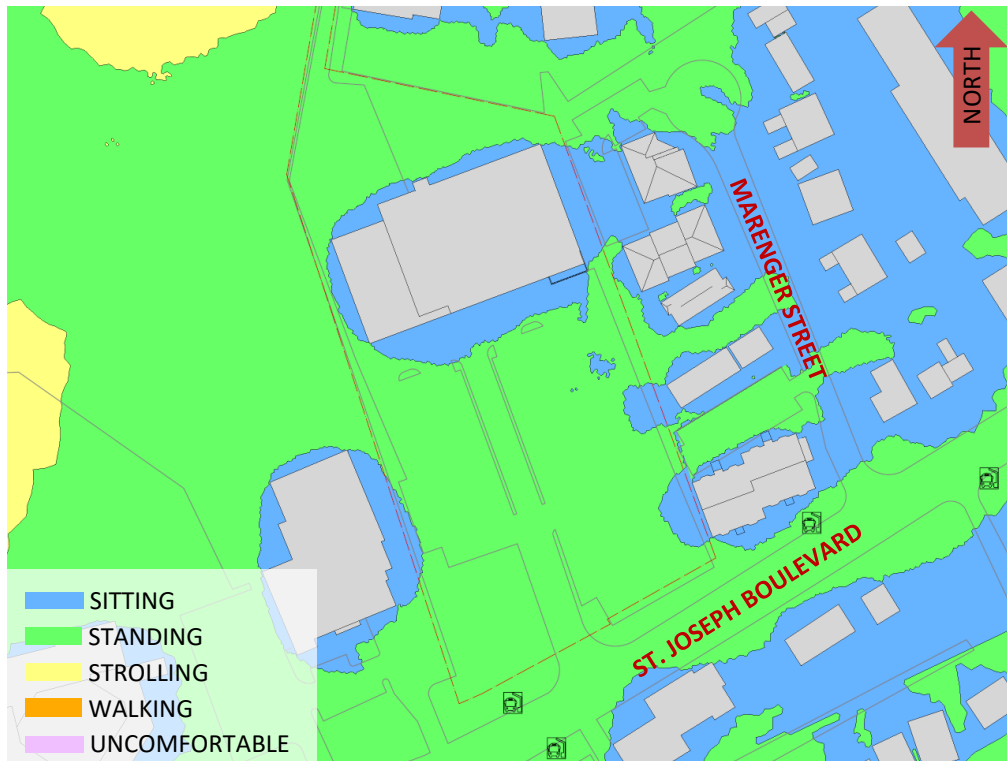 NORTH
MARENGER STREET
ST. JOSEPH BOULEVARD
SITTING
STANDING
STROLLING
WALKING
UNCOMFORTABLE